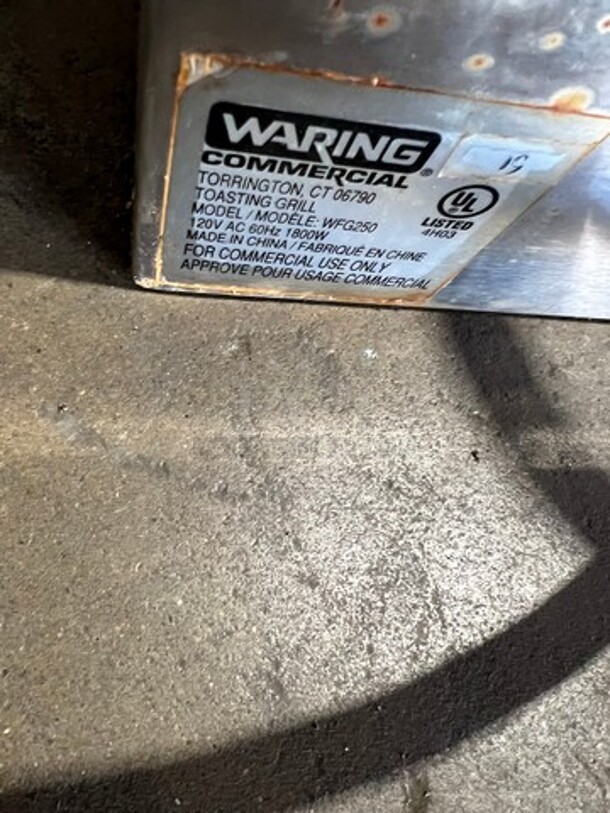 WARING
COMMERCIAL®
TORRINGTON, CT 06790
TOASTING GRILL
MODEL / MODÈLE: WFG250
120V AC 60Hz 1800W
MADE IN CHINA / FABRIQUÉ EN CHINE
FOR COMMERCIAL USE ONLY
APPROVE POUR USAGE COMMERCIAL
UL
LISTED
4H03